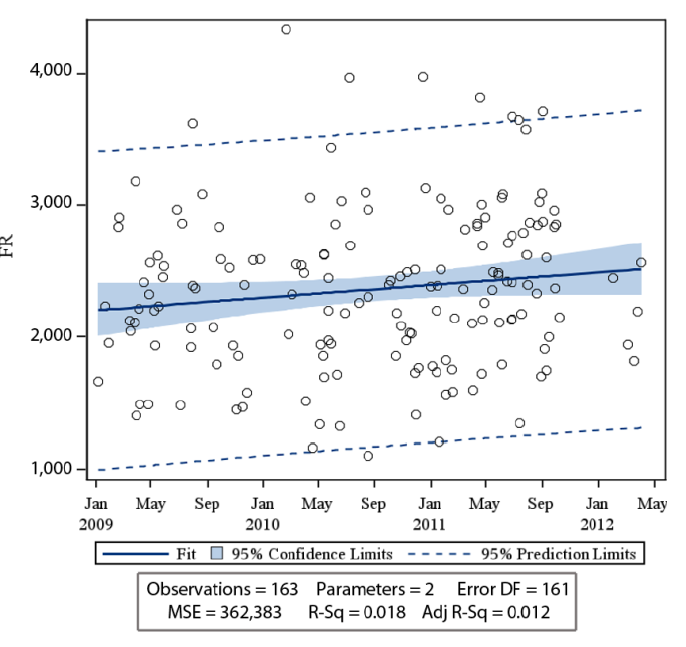 4,000
3,000
FR
2,000
1,000
Jan May Sep Jan May Sep Jan May Sep Jan May
2009 2010 2011 2012
Fit 95% Confidence Limits 95% Prediction Limits
Observations = 163 Parameters = 2 Error DF = 161
MSE = 362,383 R-Sq = 0.018 Adj R-Sq = 0.012